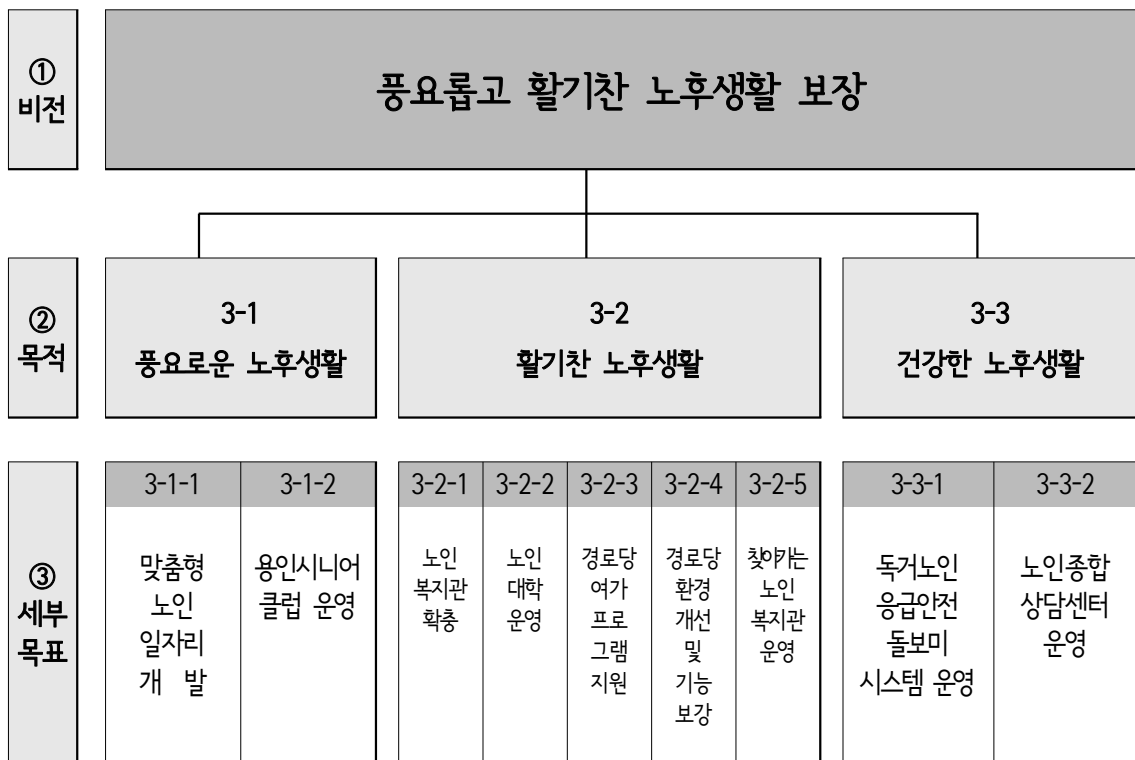 ①
비전
풍요롭고 활기찬 노후생활 보장
②
목적
3-1
풍요로운 노후생활
3-2
활기찬 노후생활
3-3
건강한 노후생활
③
세부
목표
3-1-1
맞춤형
노인
일자리
개 발
3-1-2
용인시니어
클럽 운영
3-2-1
노인
복지관
확충
3-2-2
노인
대학
운영
3-2-3
경로당
여가
프로
그램
지원
3-2-4
경로당
환경
개선
및
기능
보강
3-2-5
찾아가는
노인
복지관
운영
3-3-1
독거노인
응급안전
돌보미
시스템 운영
3-3-2
노인종합
상담센터
운영